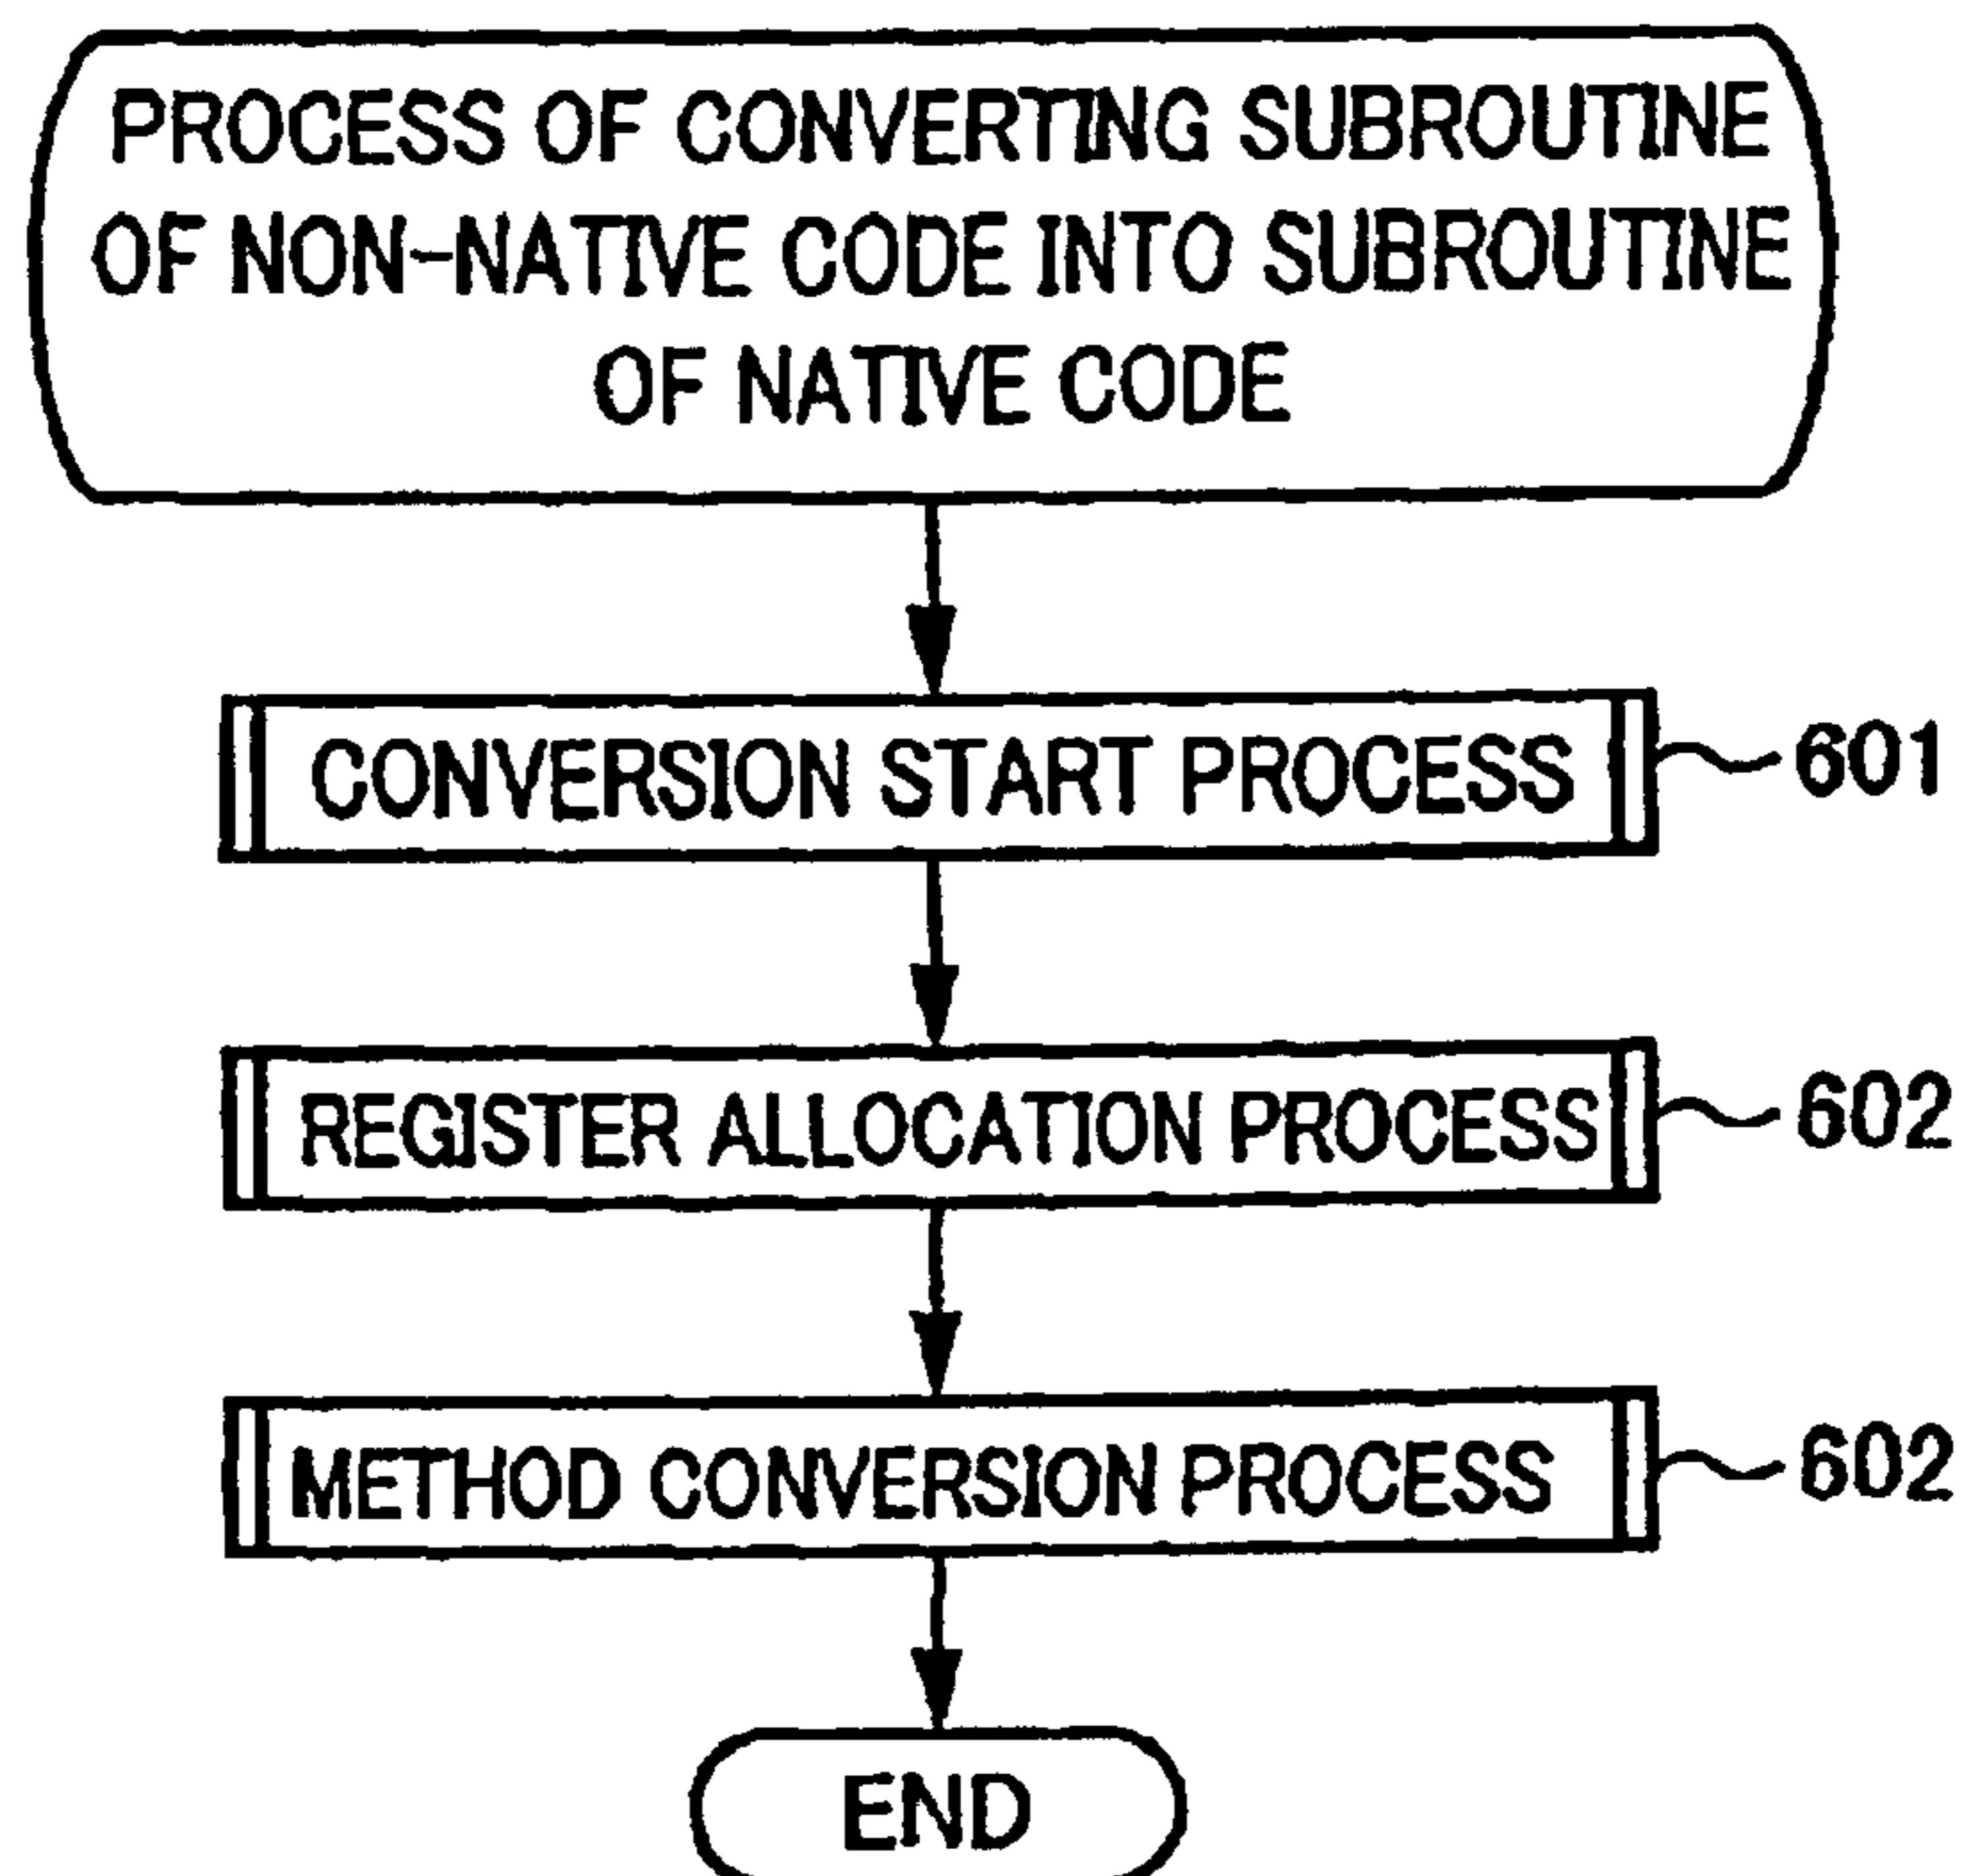 PROCESS OF CONVERTING SUBROUTINE
OF NON-NATIVE CODE INTO SUBROUTINE
OF NATIVE CODE
CONVERSION START PROCESS 601
REGISTER ALLOCATION PROCESS 602
METHOD CONVERSION PROCESS 602
END